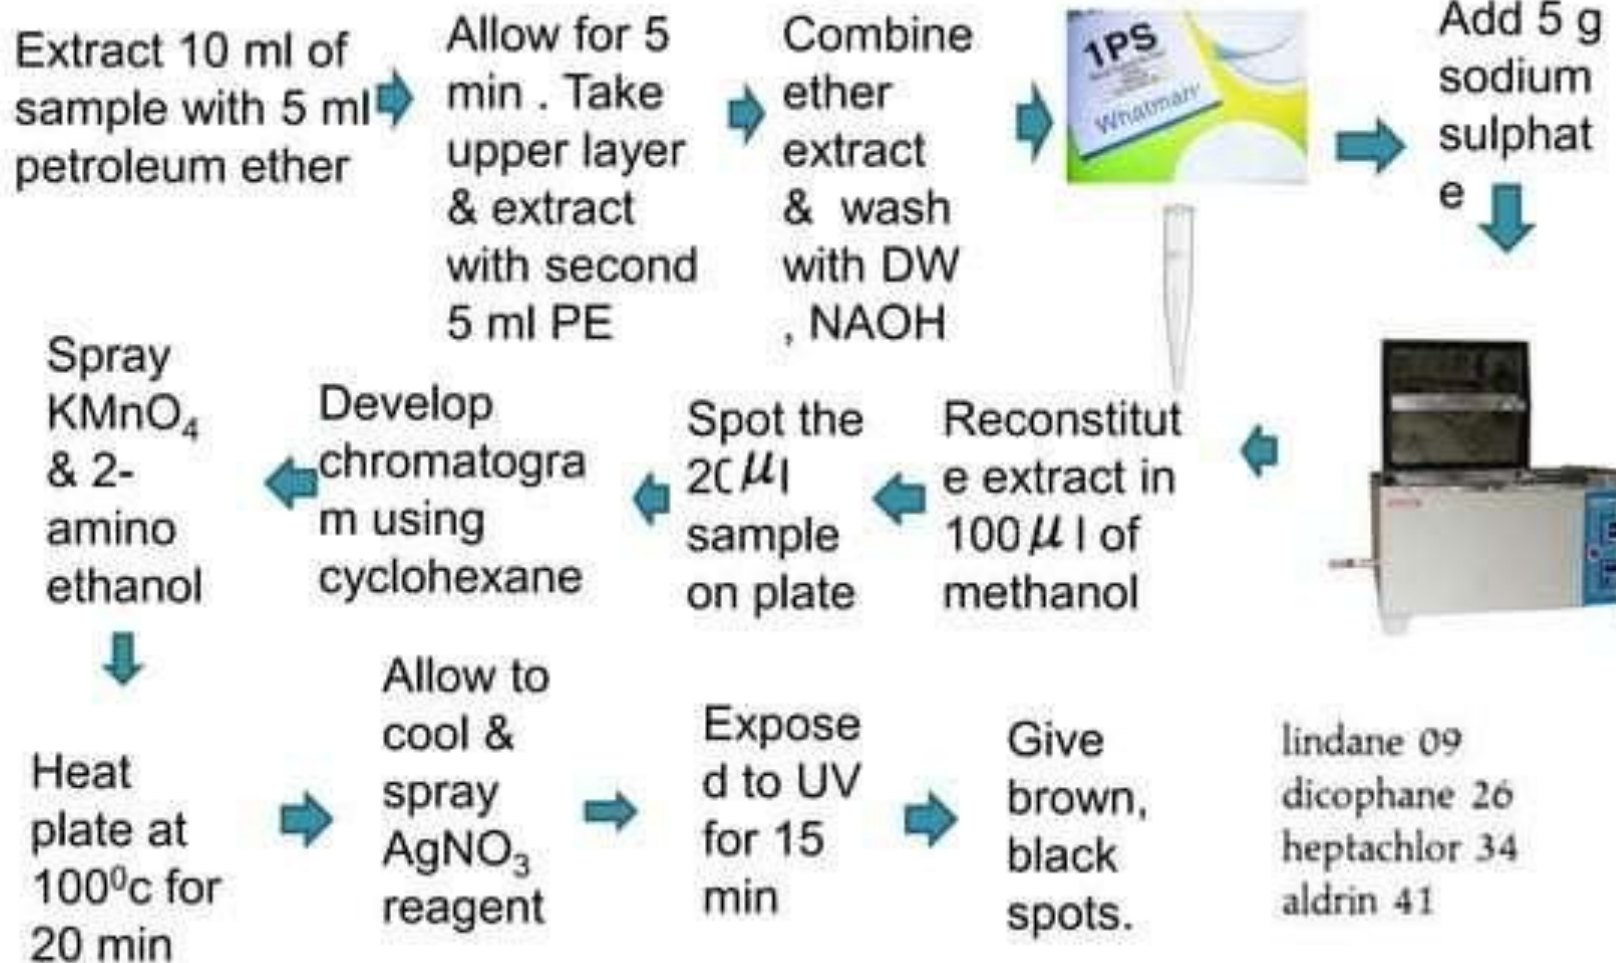 Extract 10 ml of
sample with 5 ml
petroleum ether
Allow for 5
min . Take
upper layer
& extract
with second
5 ml PE
Combine
ether
extract
& wash
with DW
, NAOH
1PS
Whatman
Add 5 g
sodium
sulphat
e
Reconstitut
e extract in
100 μl of
methanol
Spot the
20 μl
sample
on plate
Develop
chromatogra
m using
cyclohexane
Spray
KMnO₄
& 2-
amino
ethanol
Heat
plate at
100⁰c for
20 min
Allow to
cool &
spray
AgNO₃
reagent
Expose
d to UV
for 15
min
Give
brown,
black
spots.
lindane 09
dicophane 26
heptachlor 34
aldrin 41